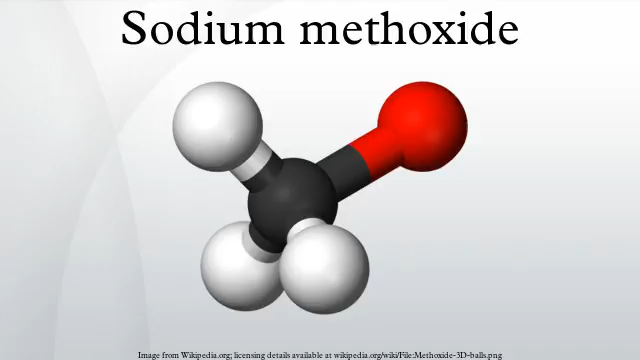 Sodium methoxide
Image from Wikipedia.org; licensing details available at wikipedia.org/wiki/File:Methoxide-3D-balls.png